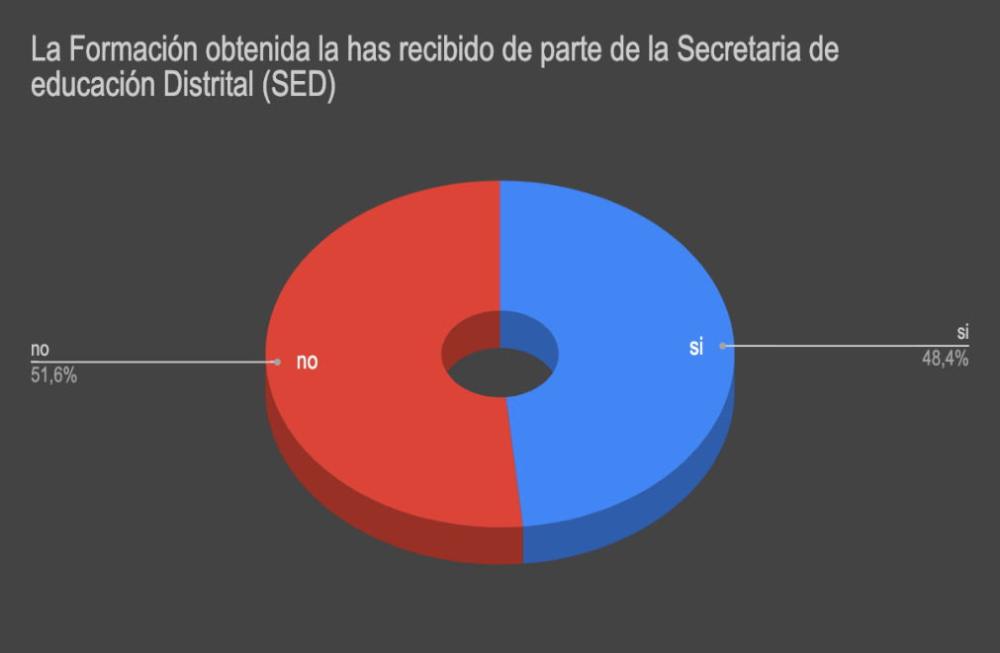 La Formación obtenida la has recibido de parte de la Secretaria de
educación Distrital (SED)
si
48,4%
no
51,6%
no
si